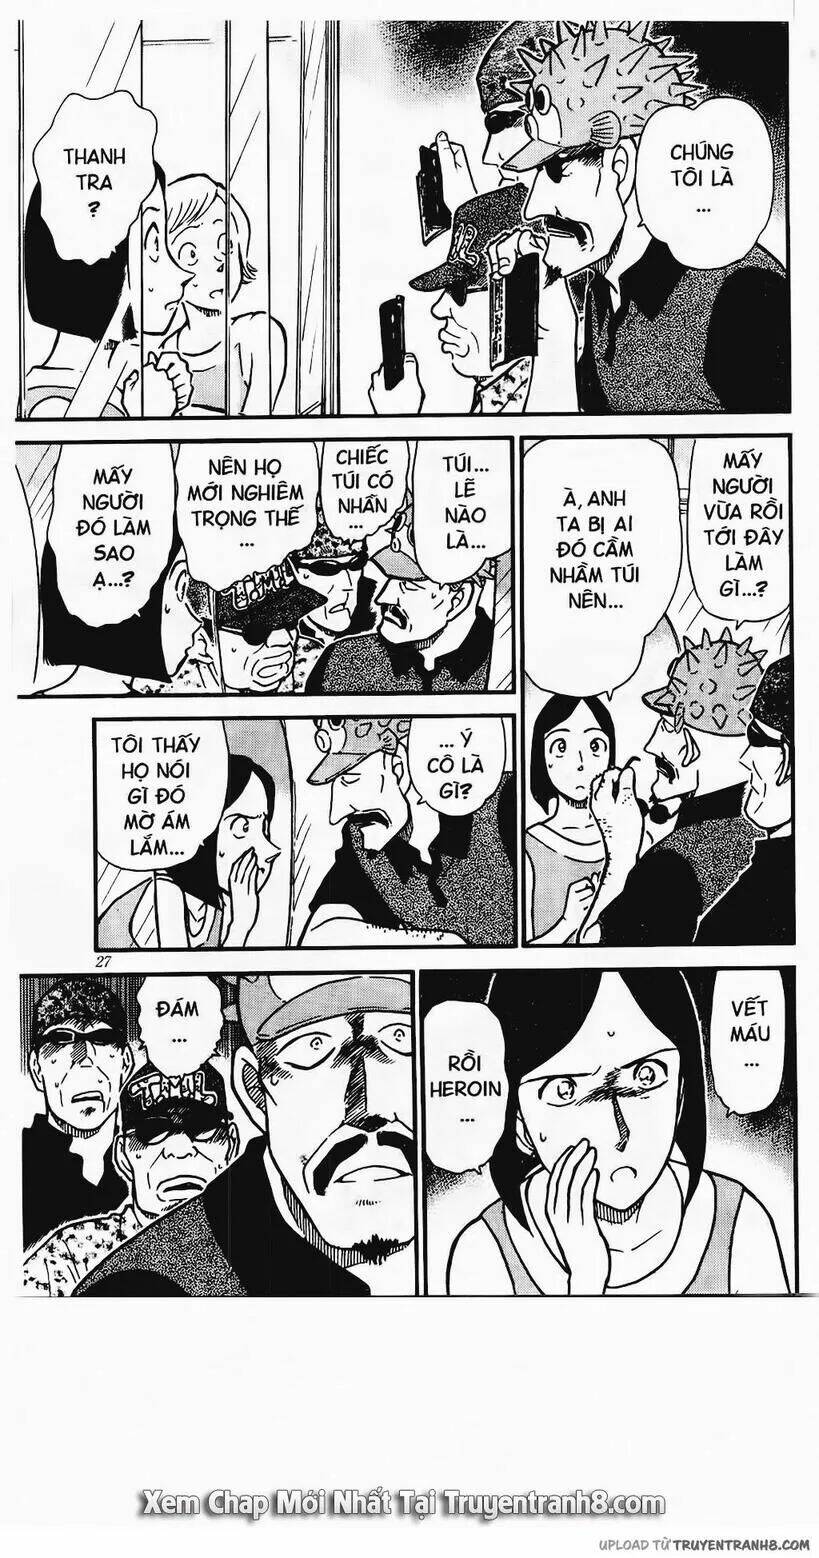 CHÚNG
TÔI LÀ
...
THANH
TRA
?
MẤY
NGƯỜI
VỪA RỒI
TỚI ĐÂY
LÀM
GÌ...?
À, ANH
TA BỊ AI
ĐÓ CẦM
NHẦM TÚI
NÊN...
TÚI...
LẼ
NÀO
LÀ...
CHIẾC
TÚI CÓ
NHẪN
...
NÊN HỌ
MỚI NGHIÊM
TRỌNG THẾ
...
MẤY
NGƯỜI
ĐÓ LÀM
SAO
Ạ...?
... Ý
CÔ LÀ
GÌ?
TÔI THẤY
HỌ NÓI
GÌ ĐÓ
MỜ ÁM
LẮM...
27
VẾT
MÁU
...
RỒI
HEROIN
...
ĐÁM
...
Xem Chap Mới Nhất Tại Truyentranh8.com
UPLOAD TỪ TRUYENTRANH8.COM